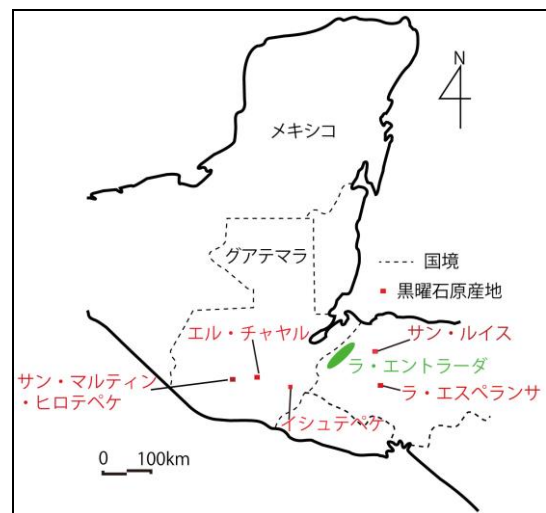 N
メキシコ
グアテマラ
国境
黒曜石原産地
エル・チャヤル
サン・ルイス
ラ・エントラーダ
サン・マルティン
・ヒロテペケ
ラ・エスペランサ
イシュテペケ
0 100km